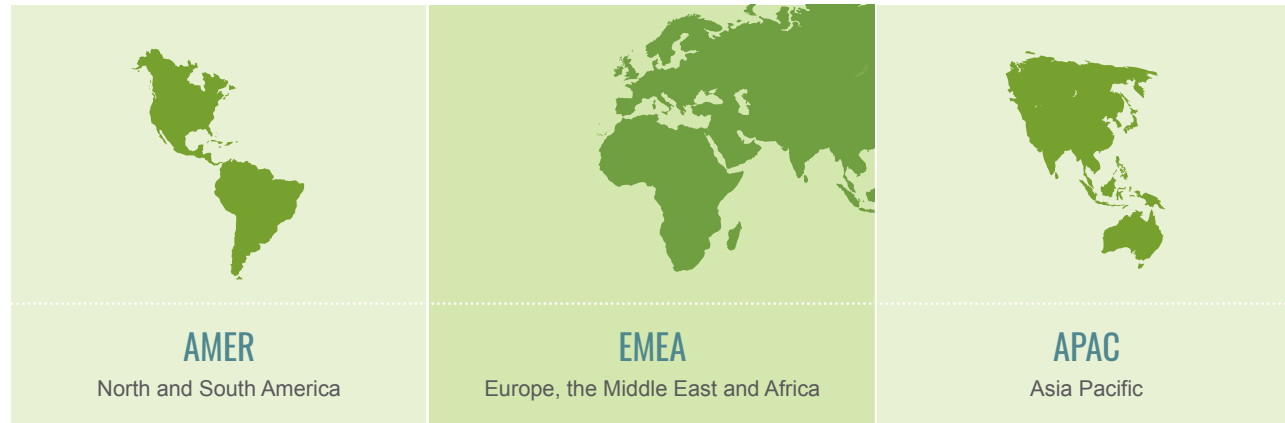 AMER
North and South America
EMEA
Europe, the Middle East and Africa
APAC
Asia Pacific